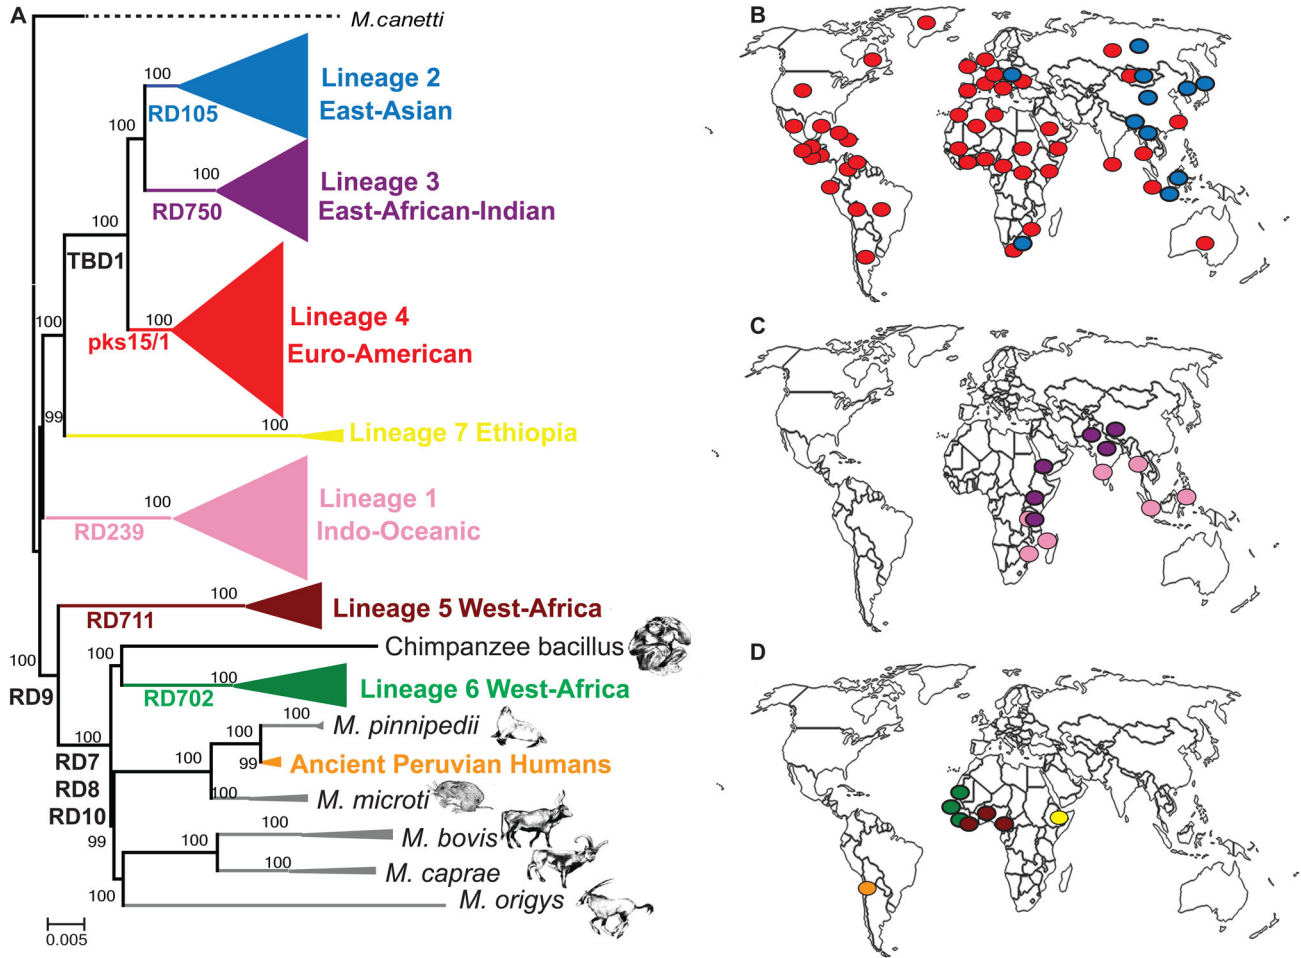 A
M.canetti
100
Lineage 2
RD105
East-Asian
100
100
Lineage 3
RD750
East-African-Indian
100
TBD1
100
Lineage 4
pks15/1
Euro-American
100
99
100
Lineage 7 Ethiopia
100
Lineage 1
RD239
Indo-Oceanic
100
RD711
Lineage 5 West-Africa
100
RD9
100
Chimpanzee bacillus
100
RD702
Lineage 6 West-Africa
100
M. pinnipedii
100
99
Ancient Peruvian Humans
100
RD7
RD8
RD10
100
100
M. microti
99
100
M. bovis
100
100
M. caprae
100
M. origys
0.005
B
C
D